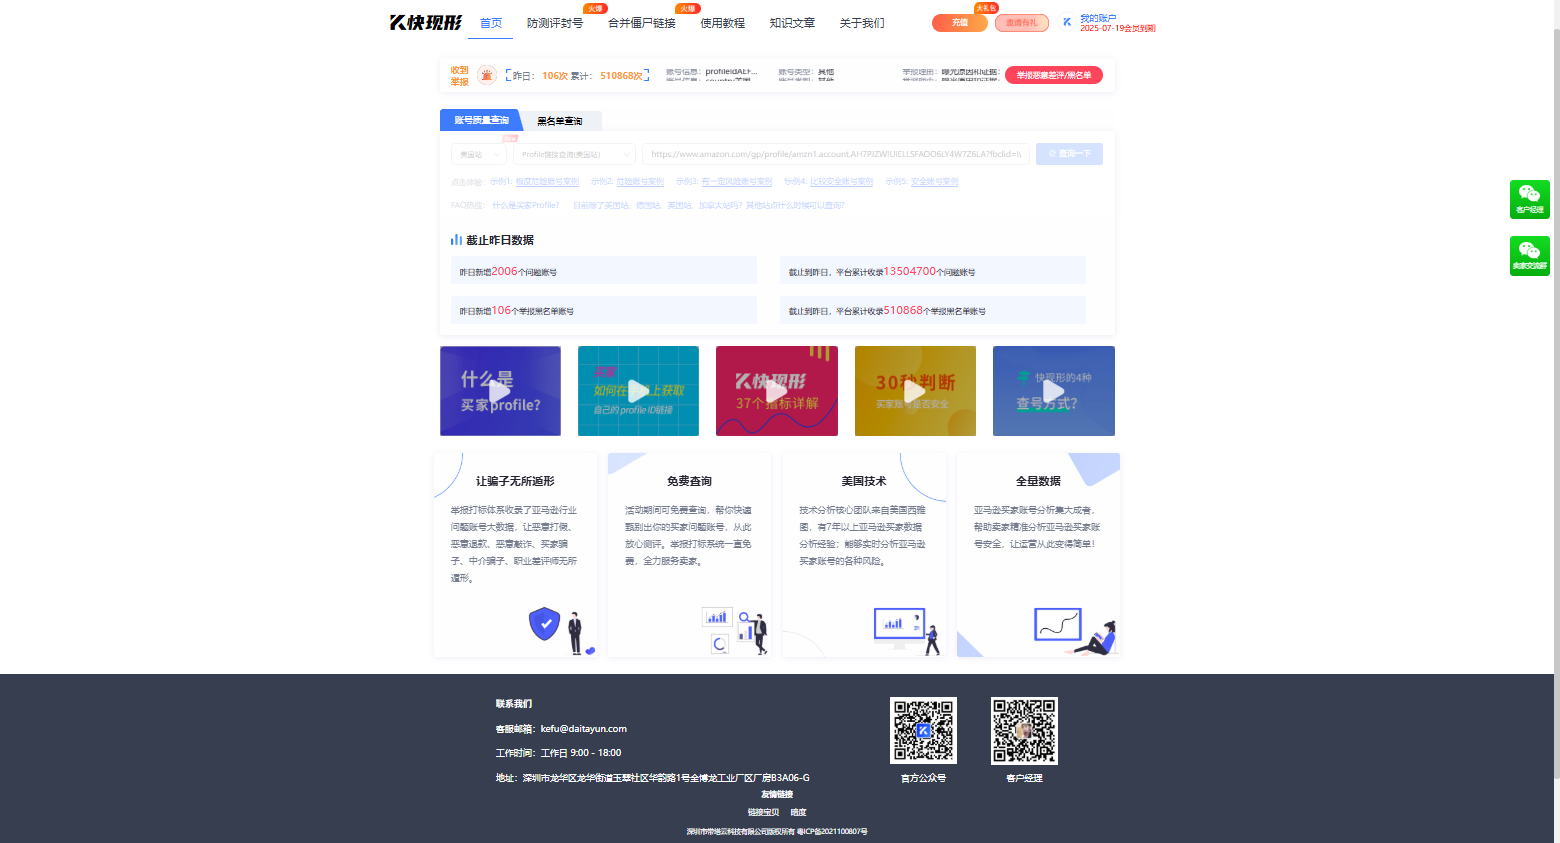 快现形
首页
防测评封号
火爆
合并僵尸链接
火爆
使用教程
知识文章
关于我们
充值
大礼包
邀请有礼
我的账户
2025-07-19会员到期
收到
举报
昨日： 106次 累计： 510868次
账号信息： profileIdAEF...
账号类型： 其他
举报理由： 曝光原因和证据：
举报恶意差评/黑名单
账号质量查询
黑名单查询
美国站
Profile链接查询(美国站)
https://www.amazon.com/gp/profile/amzn1.account.AH7PJZWIUIELLSFAOO6LY4W7Z6LA?fbclid=I
查询一下
点击体验： 示例1: 极度危险账号案例 示例2: 危险账号案例 示例3: 有一定风险账号案例 示例4: 比较安全账号案例 示例5: 安全账号案例
FAQ热搜： 什么是买家Profile? 目前除了美国站、德国站、英国站、加拿大站吗？其他站点什么时候可以查询？
截止昨日数据
昨日新增2006个问题账号
截止到昨日，平台累计收录13504700个问题账号
昨日新增106个举报黑名单账号
截止到昨日，平台累计收录510868个举报黑名单账号
什么是
买家profile?
如何在 上获取
自己的 profile ID链接
快现形
37个指标详解
30秒判断
买家账号是否安全
快现形的4种
查号方式?
让骗子无所遁形
举报打标体系收录了亚马逊行业
问题账号大数据，让恶意打假、
恶意退款、恶意敲诈、买家骗
子、中介骗子、职业差评师无所
遁形。
免费查询
活动期间可免费查询，帮你快速
甄别出你的买家问题账号，从此
放心测评。举报打标系统一直免
费，全力服务卖家。
美国技术
技术分析核心团队来自美国西雅
图，有7年以上亚马逊买家数据
分析经验；能够实时分析亚马逊
买家账号的各种风险。
全量数据
亚马逊买家账号分析集大成者，
帮助卖家精准分析亚马逊买家账
号安全，让运营从此变得简单！
客户经理
卖家交流群
联系我们
客服邮箱：kefu@daitayun.com
工作时间：工作日 9:00 - 18:00
地址：深圳市龙华区龙华街道玉翠社区华韵路1号全博龙工业厂区厂房B3A06-G
官方公众号
客户经理
友情链接
链接宝贝 暗度
深圳市带塔云科技有限公司版权所有 粤ICP备2021100807号